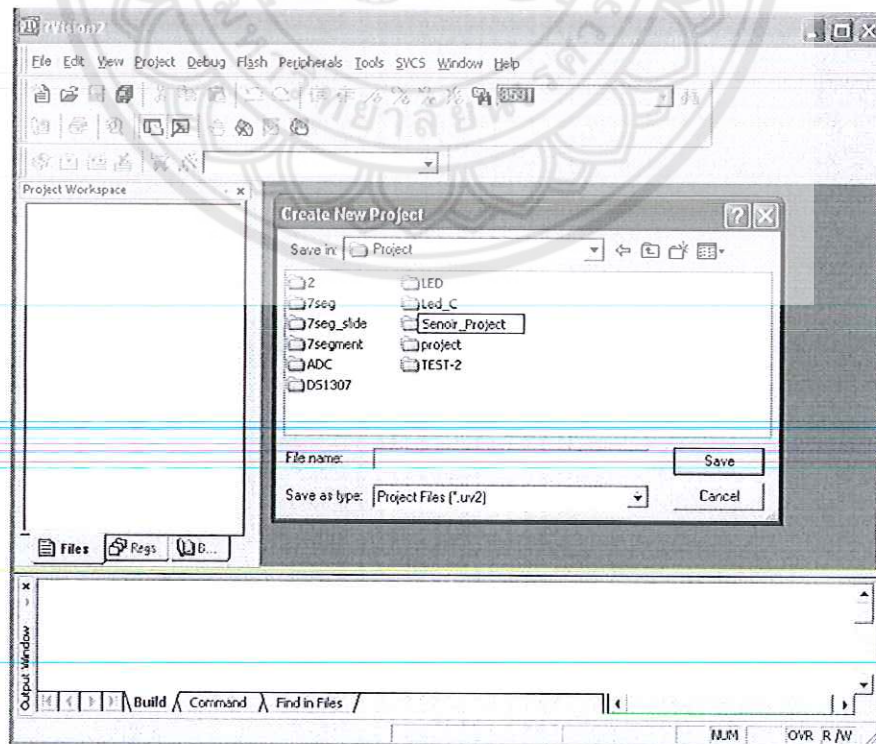 ?Vision2
File Edit View Project Debug Flash Peripherals Tools SVCS Window Help
8531
Project Workspace
Create New Project
Save in: Project
2
7seg
7seg_slide
7segment
ADC
DS1307
LED
Led_C
Senoir_Project
project
TEST-2
File name:
Save
Save as type: Project Files (*.uv2)
Cancel
Files Regs B...
Output Window
Build Command Find in Files
NUM OVR R/W